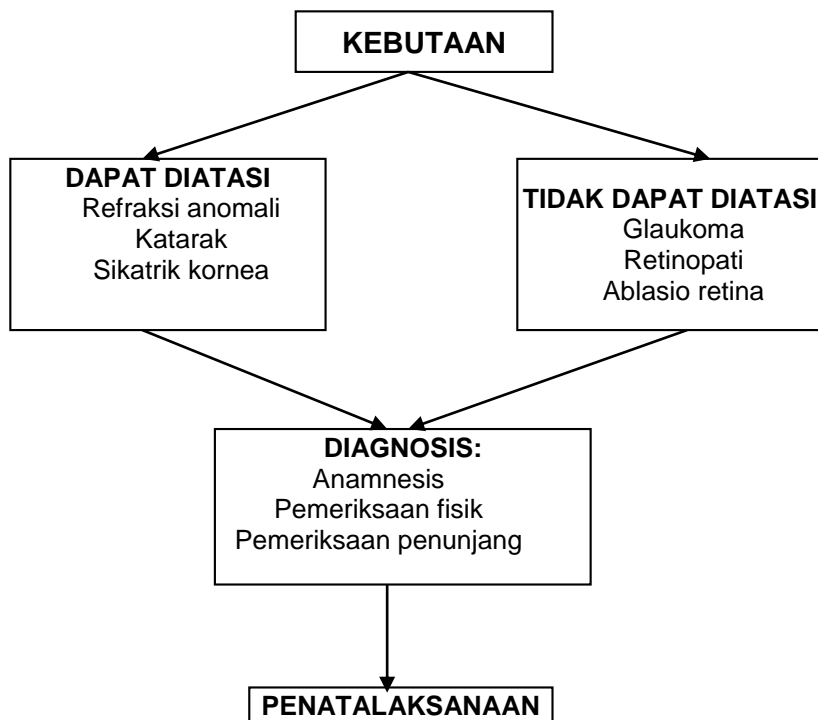 KEBUTAAN
DAPAT DIATASI
Refraksi anomali
Katarak
Sikatrik kornea
TIDAK DAPAT DIATASI
Glaukoma
Retinopati
Ablasio retina
DIAGNOSIS:
Anamnesis
Pemeriksaan fisik
Pemeriksaan penunjang
PENATALAKSANAAN